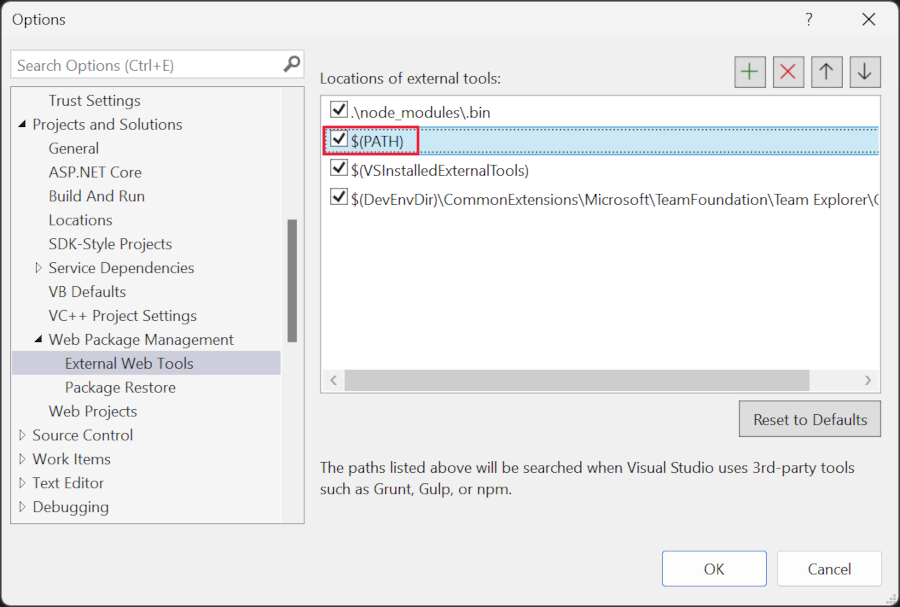 Options
?
Search Options (Ctrl+E)
Trust Settings
Projects and Solutions
General
ASP.NET Core
Build And Run
Locations
SDK-Style Projects
Service Dependencies
VB Defaults
VC++ Project Settings
Web Package Management
External Web Tools
Package Restore
Web Projects
Source Control
Work Items
Text Editor
Debugging
Locations of external tools:
.\node_modules\.bin
$(PATH)
$(VSInstalledExternalTools)
$(DevEnvDir)\CommonExtensions\Microsoft\TeamFoundation\Team Explorer\
Reset to Defaults
The paths listed above will be searched when Visual Studio uses 3rd-party tools
such as Grunt, Gulp, or npm.
OK
Cancel